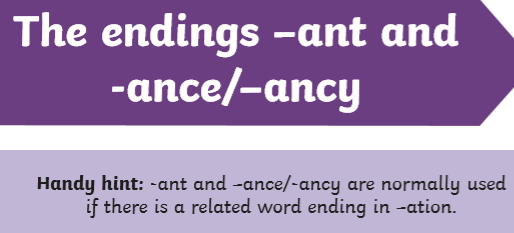 The endings –ant and
-ance/–ancy
Handy hint: -ant and –ance/-ancy are normally used
if there is a related word ending in –ation.